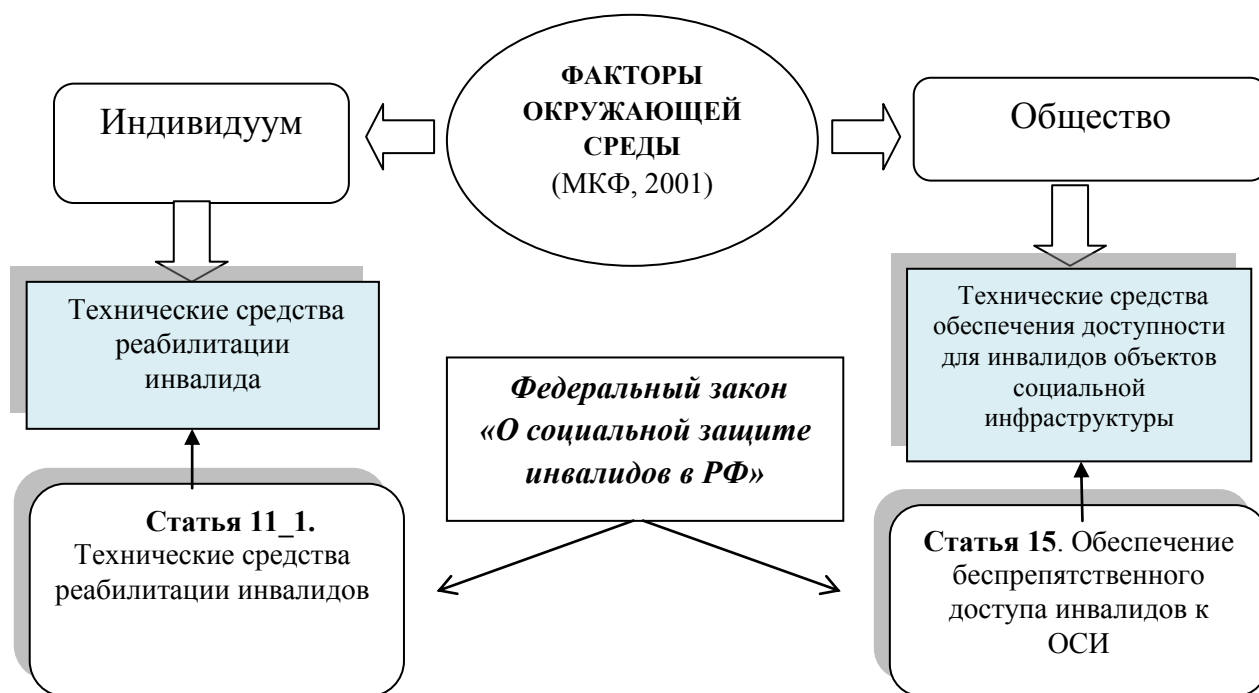 Индивидуум
ФАКТОРЫ
ОКРУЖАЮЩЕЙ
СРЕДЫ
(МКФ, 2001)
Общество
Технические средства
реабилитации
инвалида
Технические средства
обеспечения доступности
для инвалидов объектов
социальной
инфраструктуры
Федеральный закон
«О социальной защите
инвалидов в РФ»
Статья 11_1.
Технические средства
реабилитации инвалидов
Статья 15. Обеспечение
беспрепятственного
доступа инвалидов к
ОСИ